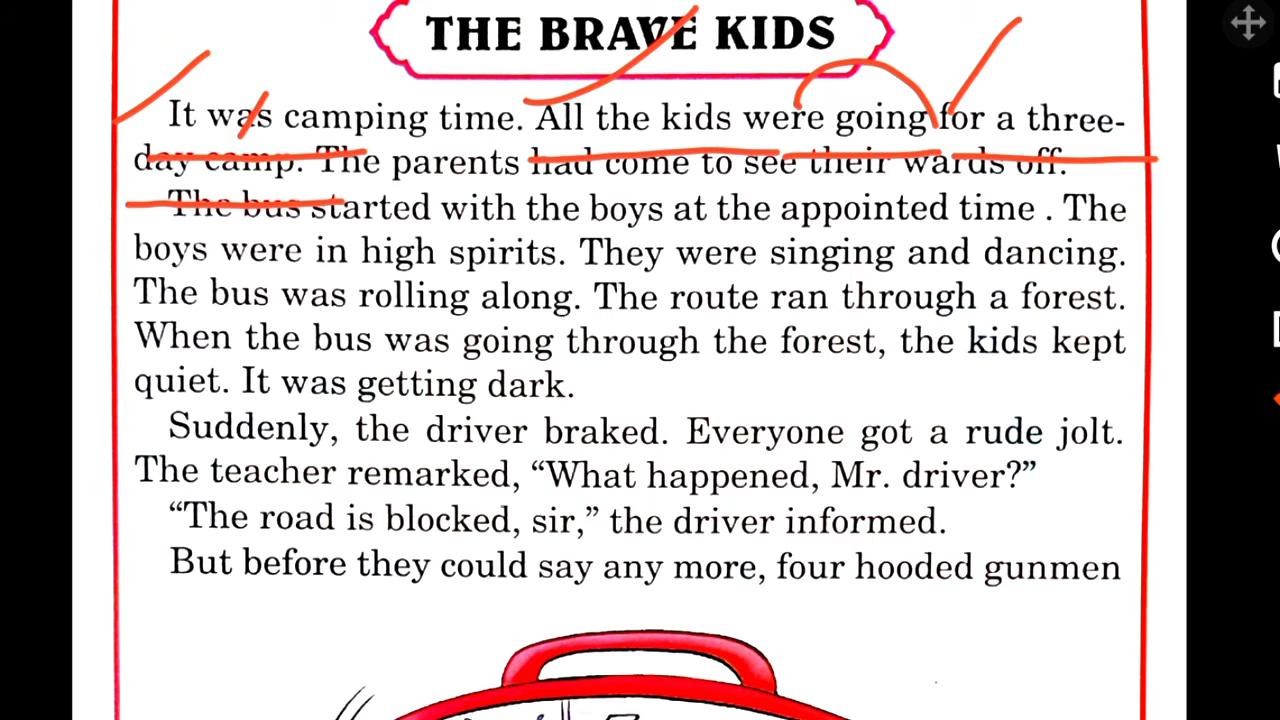 THE BRAVE KIDS
It was camping time. All the kids were going for a three-
day camp. The parents had come to see their wards off.
The bus started with the boys at the appointed time . The
boys were in high spirits. They were singing and dancing.
The bus was rolling along. The route ran through a forest.
When the bus was going through the forest, the kids kept
quiet. It was getting dark.
Suddenly, the driver braked. Everyone got a rude jolt.
The teacher remarked, “What happened, Mr. driver?”
“The road is blocked, sir,” the driver informed.
But before they could say any more, four hooded gunmen